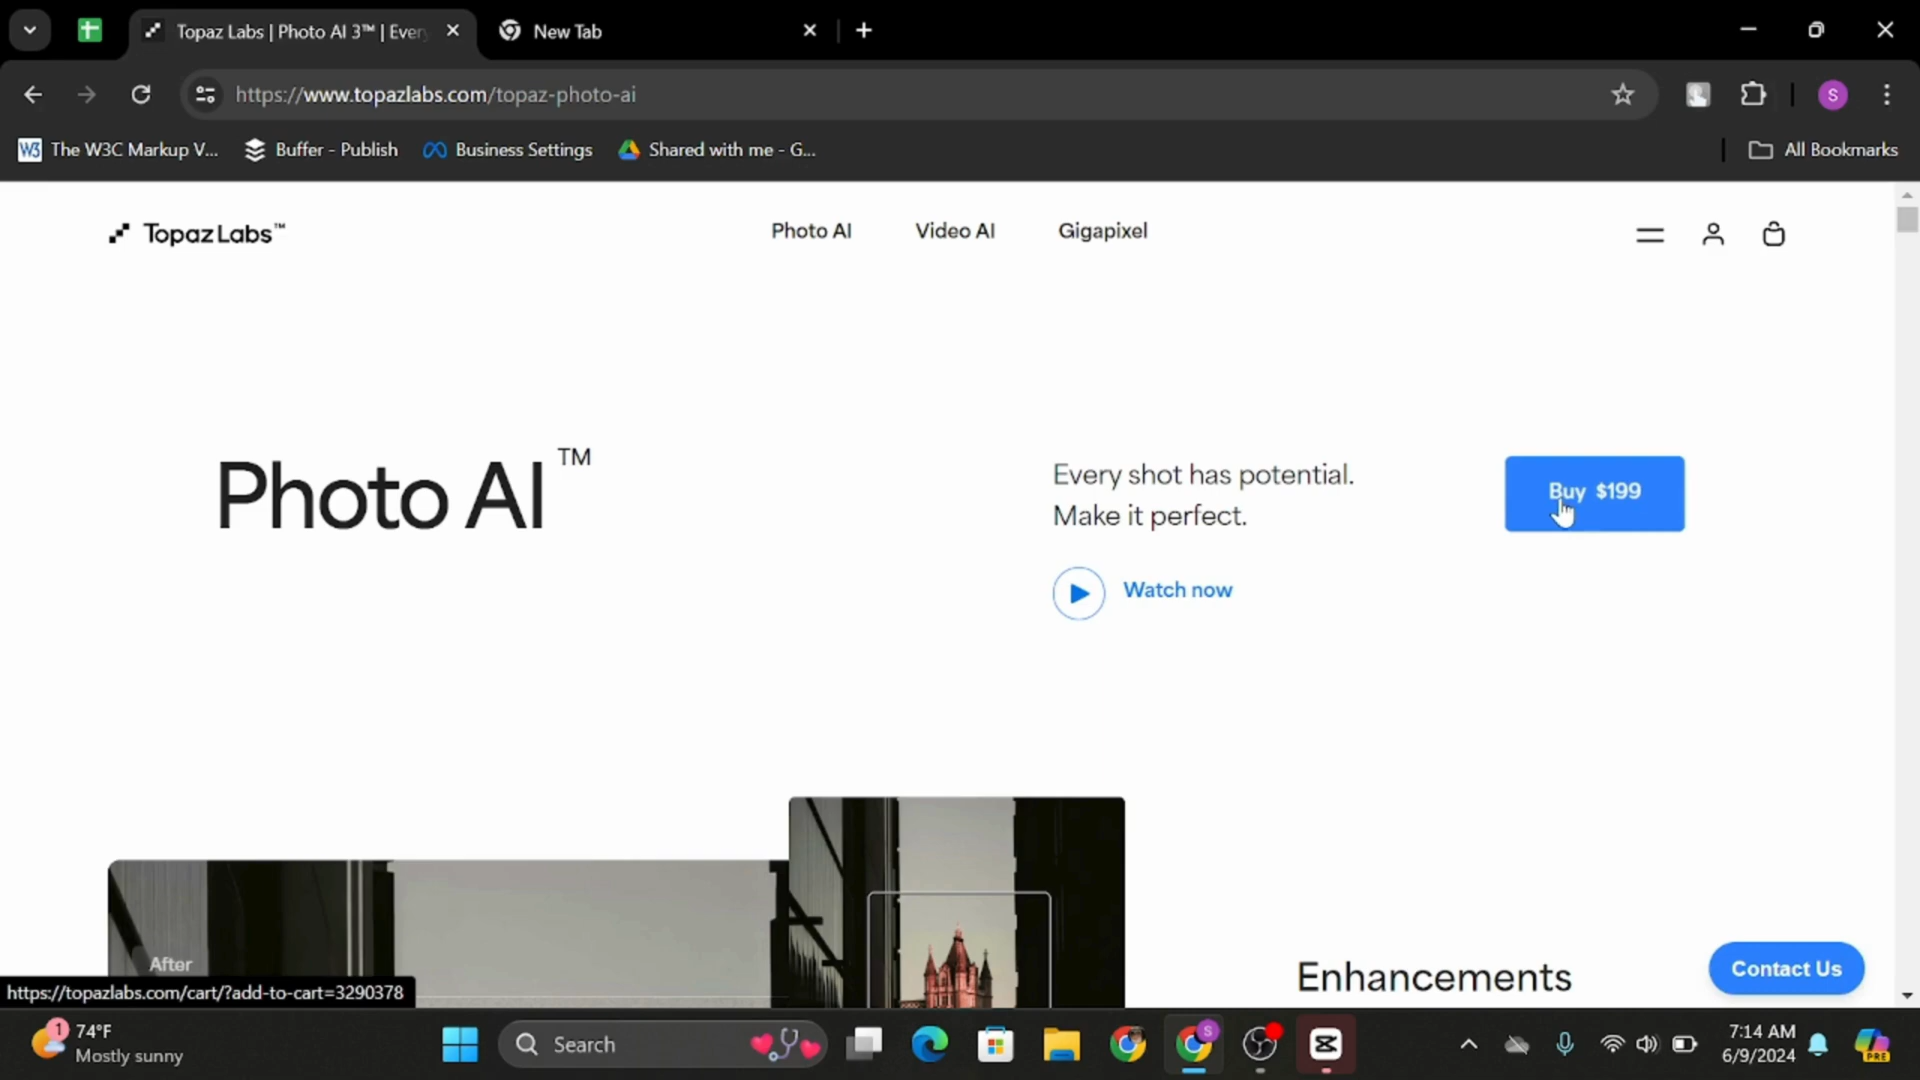 Topaz Labs | Photo AI 3™ | Ever
New Tab
https://www.topazlabs.com/topaz-photo-ai
S
W3 The W3C Markup V...
Buffer - Publish
Business Settings
Shared with me - G...
All Bookmarks
Topaz Labs™
Photo AI
Video AI
Gigapixel
Photo AI™
Every shot has potential.
Make it perfect.
Buy $199
Watch now
After
Enhancements
Contact Us
https://topazlabs.com/cart/?add-to-cart=3290378
1
74°F
Mostly sunny
Search
S
7:14 AM
6/9/2024
PRE